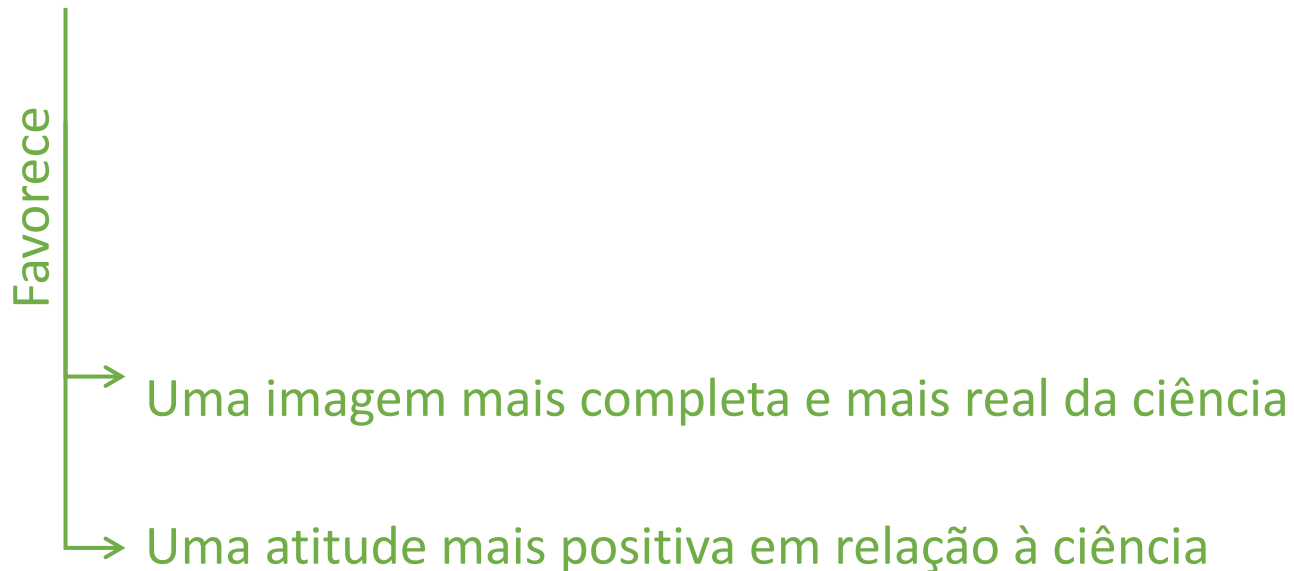 Favorece
Uma imagem mais completa e mais real da ciência
Uma atitude mais positiva em relação à ciência